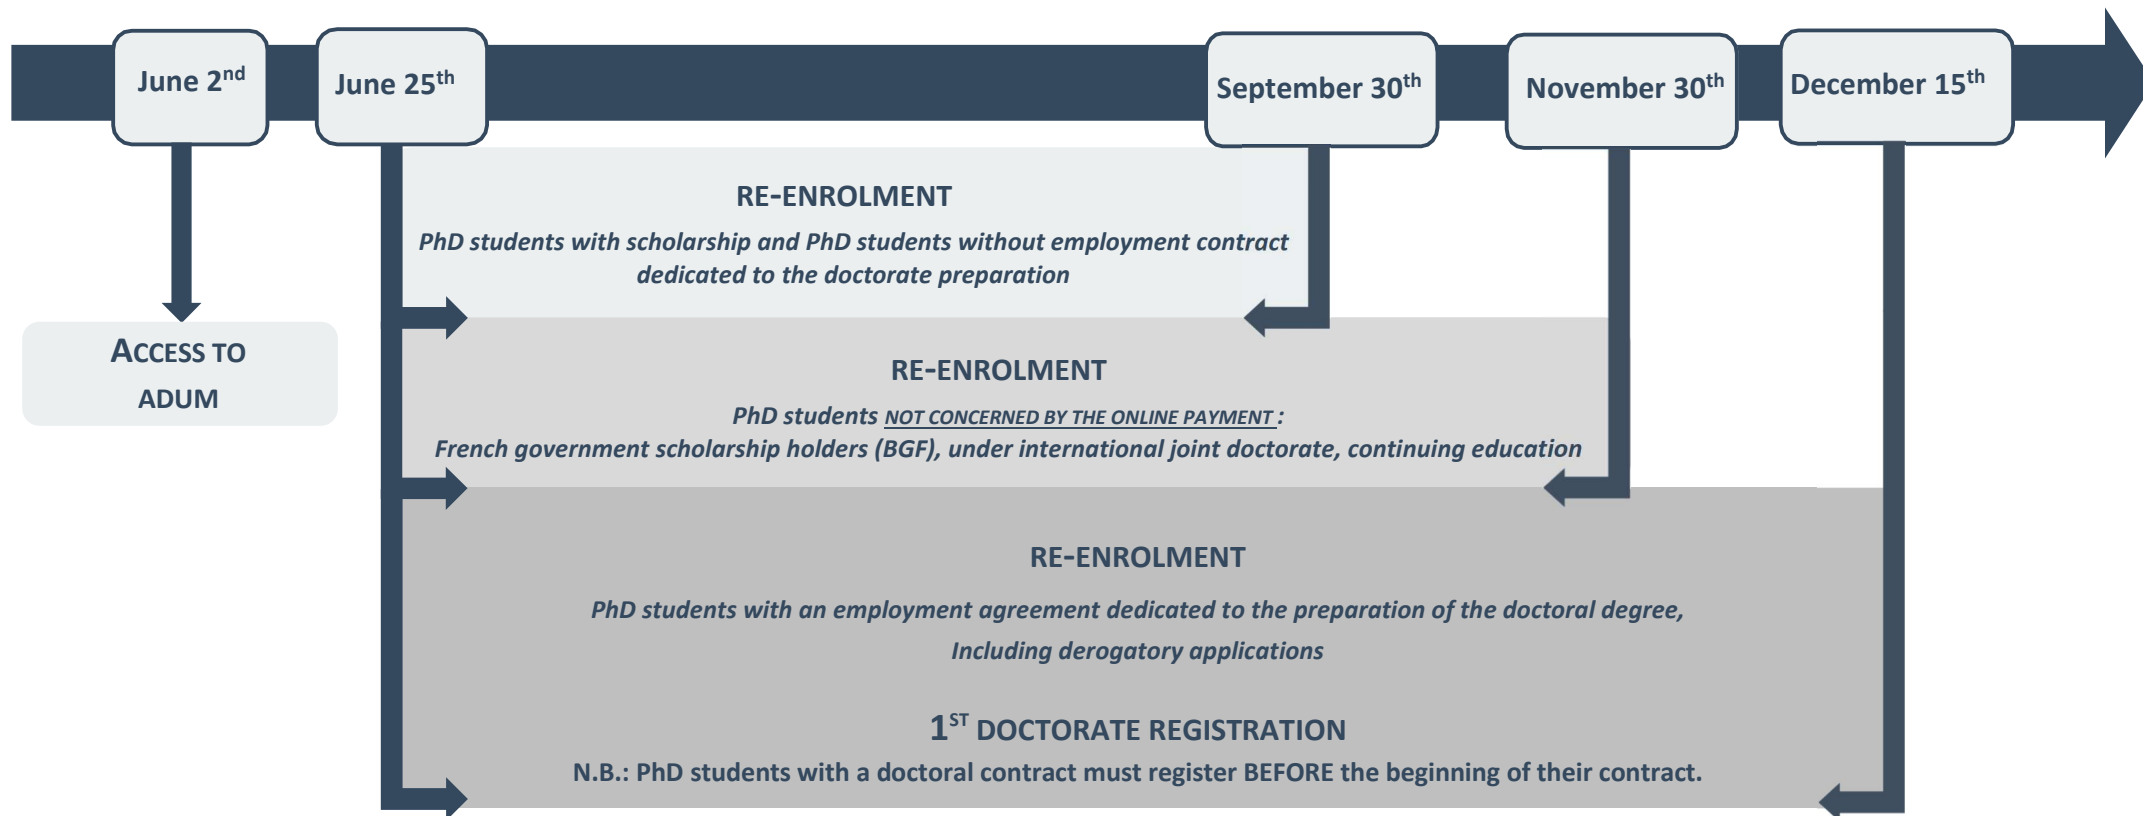 June 2nd
June 25th
September 30th
November 30th
December 15th
RE-ENROLMENT
PhD students with scholarship and PhD students without employment contract
dedicated to the doctorate preparation
ACCESS TO
ADUM
RE-ENROLMENT
PhD students NOT CONCERNED BY THE ONLINE PAYMENT :
French government scholarship holders (BGF), under international joint doctorate, continuing education
RE-ENROLMENT
PhD students with an employment agreement dedicated to the preparation of the doctoral degree,
Including derogatory applications
1ST DOCTORATE REGISTRATION
N.B.: PhD students with a doctoral contract must register BEFORE the beginning of their contract.